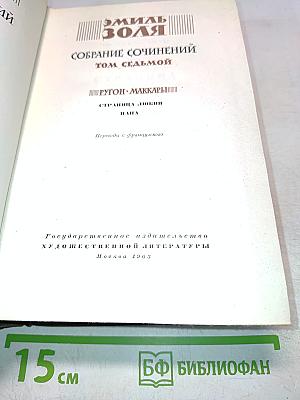 ЭМИЛЬ
ЗОЛЯ
СОБРАНИЕ СОЧИНЕНИЙ
ТОМ СЕДЬМОЙ
РУГОН-МАККАРЫ
СТРАНИЦА ЛЮБВИ
НАНА
Переводы с французского
Государственное издательство
ХУДОЖЕСТВЕННОЙ ЛИТЕРАТУРЫ
Москва 1963
15 см
БФ БИБЛИОФАН